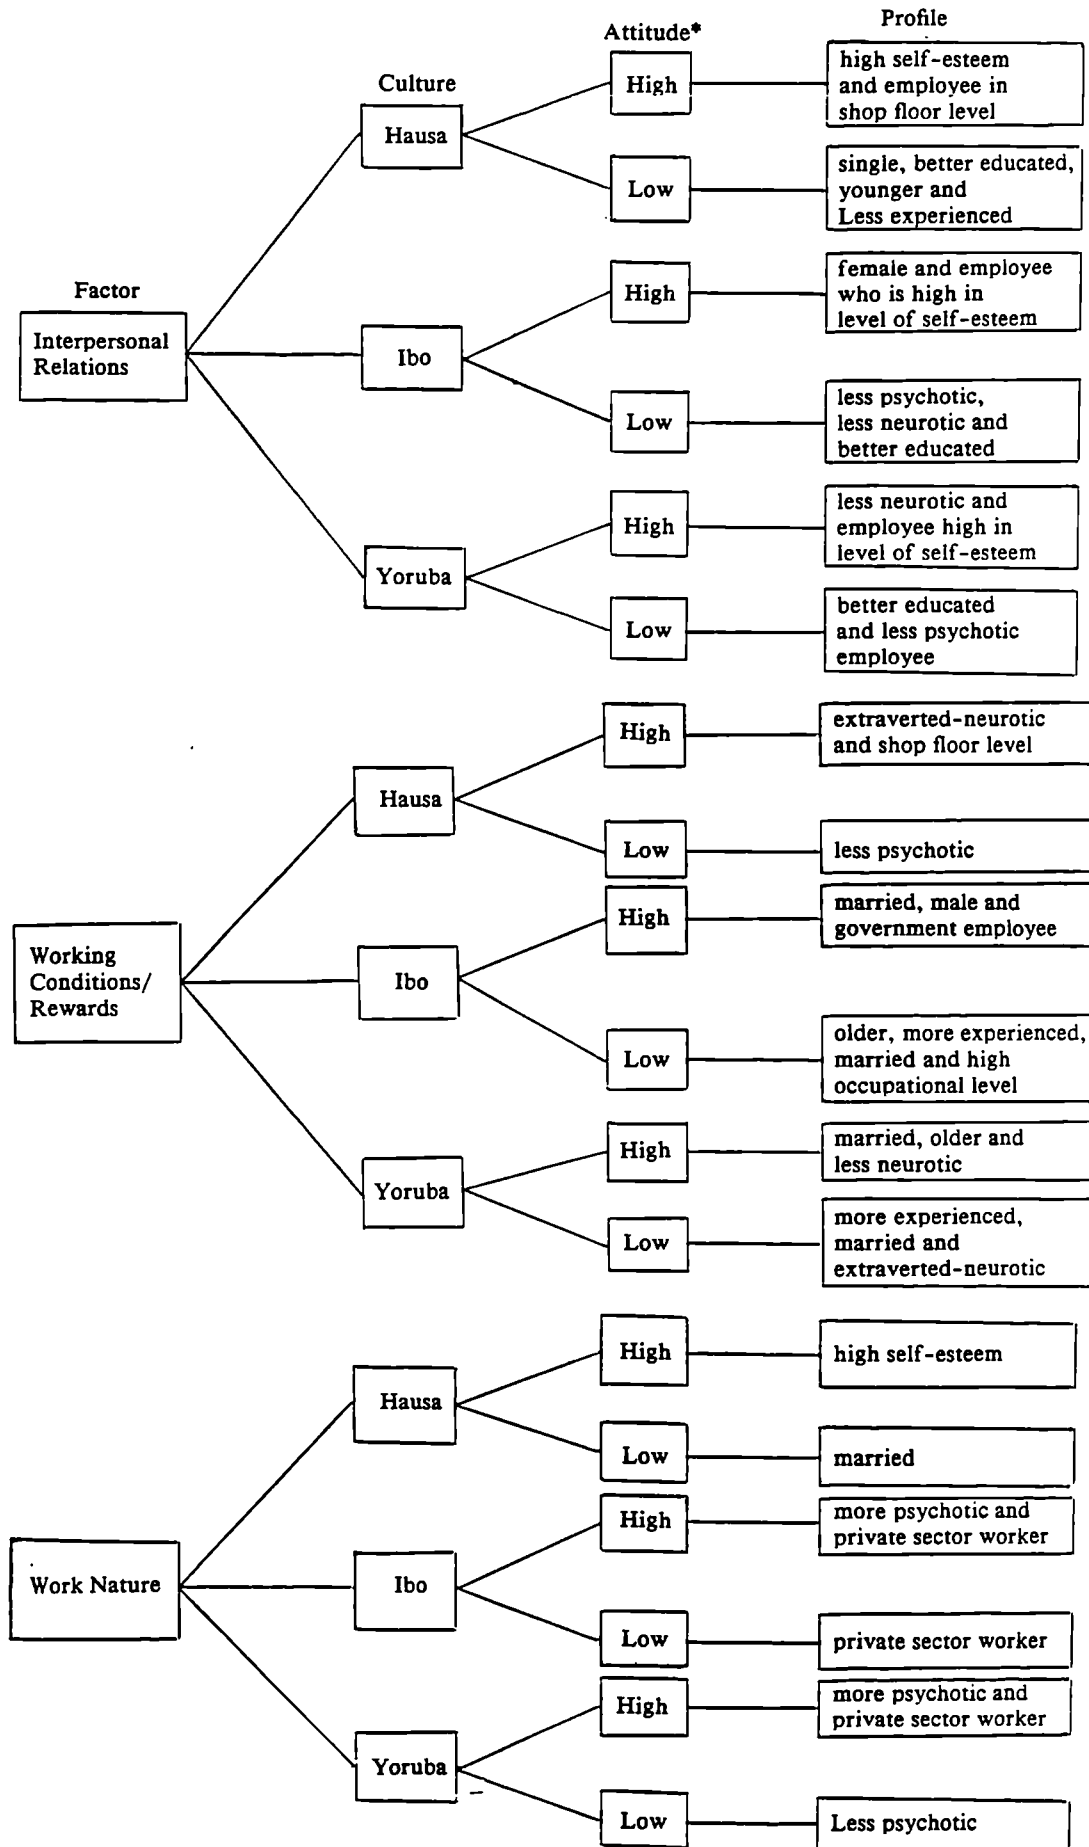 Factor
Culture
Attitude*
Profile
Interpersonal
Relations
Hausa
High
high self-esteem
and employee in
shop floor level
Low
single, better educated,
younger and
Less experienced
Ibo
High
female and employee
who is high in
level of self-esteem
Low
less psychotic,
less neurotic and
better educated
Yoruba
High
less neurotic and
employee high in
level of self-esteem
Low
better educated
and less psychotic
employee
Working
Conditions/
Rewards
Hausa
High
extraverted-neurotic
and shop floor level
Low
less psychotic
Ibo
High
married, male and
government employee
Low
older, more experienced,
married and high
occupational level
Yoruba
High
married, older and
less neurotic
Low
more experienced,
married and
extraverted-neurotic
Work Nature
Hausa
High
high self-esteem
Low
married
Ibo
High
more psychotic and
private sector worker
Low
private sector worker
Yoruba
High
more psychotic and
private sector worker
Low
Less psychotic